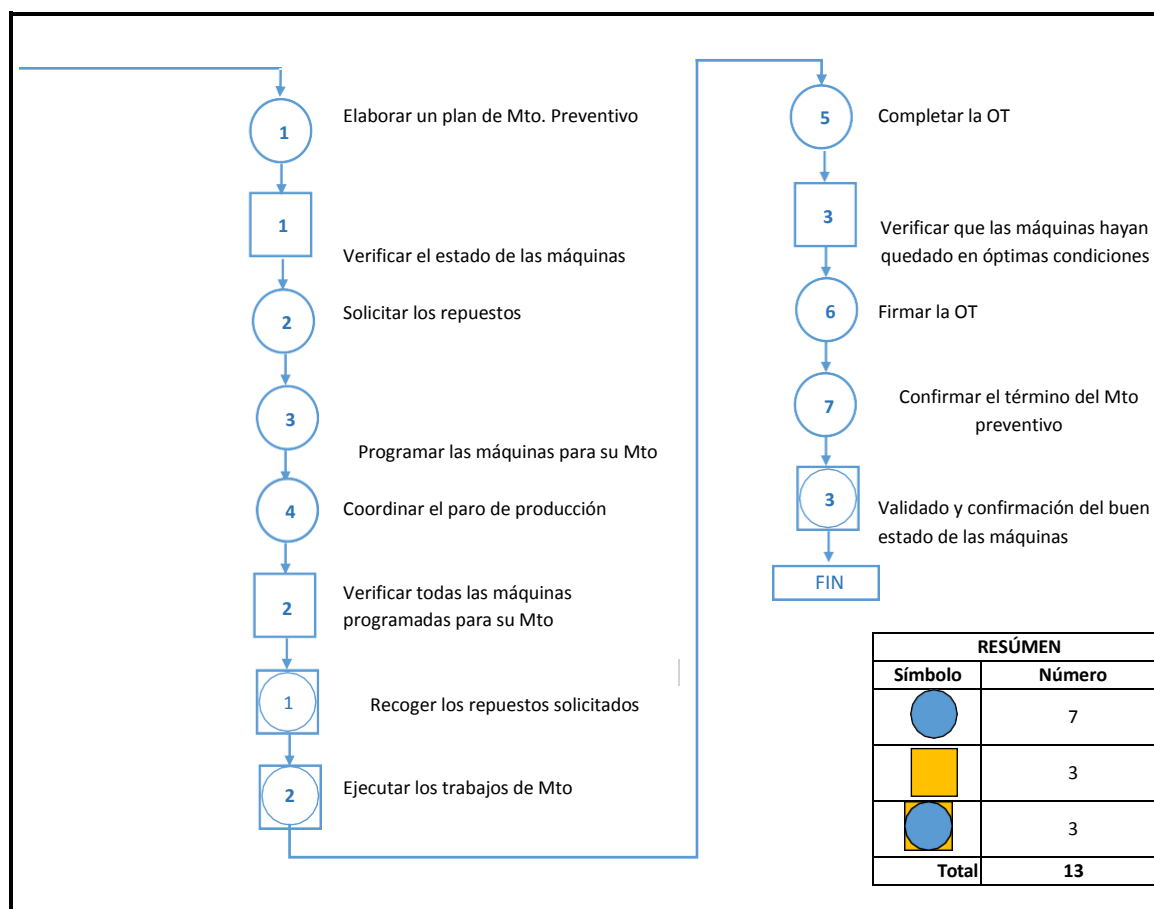 1
Elaborar un plan de Mto. Preventivo
1
Verificar el estado de las máquinas
2
Solicitar los repuestos
3
Programar las máquinas para su Mto
4
Coordinar el paro de producción
2
Verificar todas las máquinas
programadas para su Mto
1
Recoger los repuestos solicitados
2
Ejecutar los trabajos de Mto
5
Completar la OT
3
Verificar que las máquinas hayan
quedado en óptimas condiciones
6
Firmar la OT
7
Confirmar el término del Mto
preventivo
3
Validado y confirmación del buen
estado de las máquinas
FIN
RESÚMEN
Símbolo Número
7
3
3
Total 13